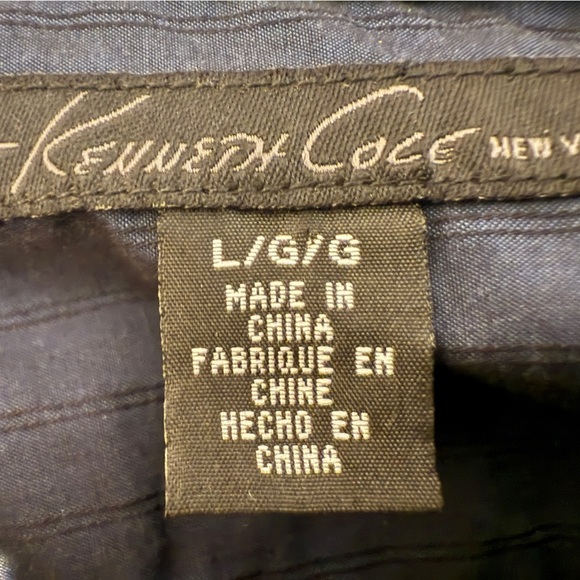 KENNETH COLE NEW Y
L/G/G
MADE IN
CHINA
FABRIQUE EN
CHINE
HECHO EN
CHINA